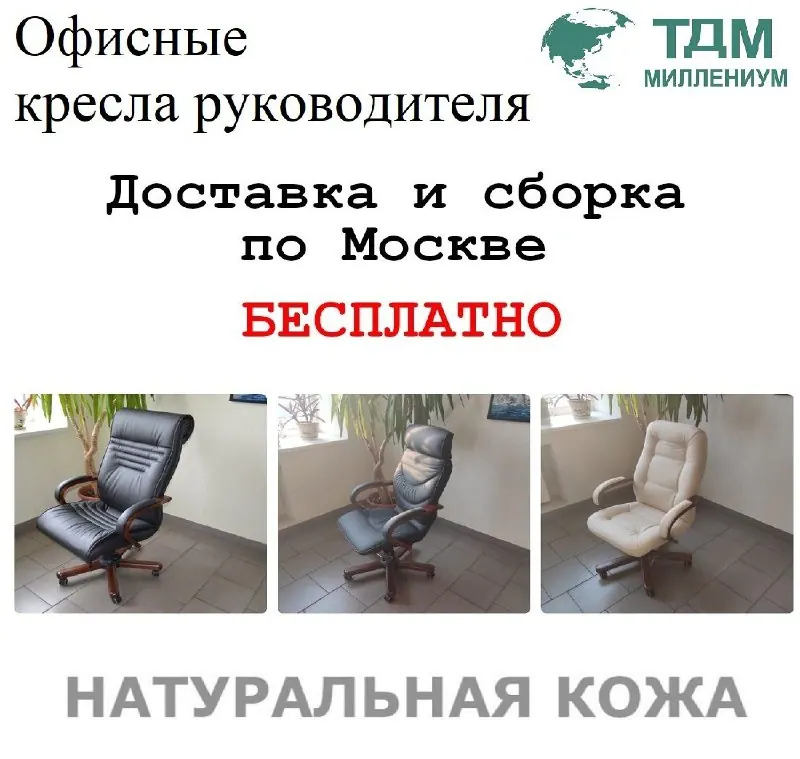 Офисные
кресла руководителя
ТДМ
МИЛЛЕНИУМ
Доставка и сборка
по Москве
БЕСПЛАТНО
НАТУРАЛЬНАЯ КОЖА